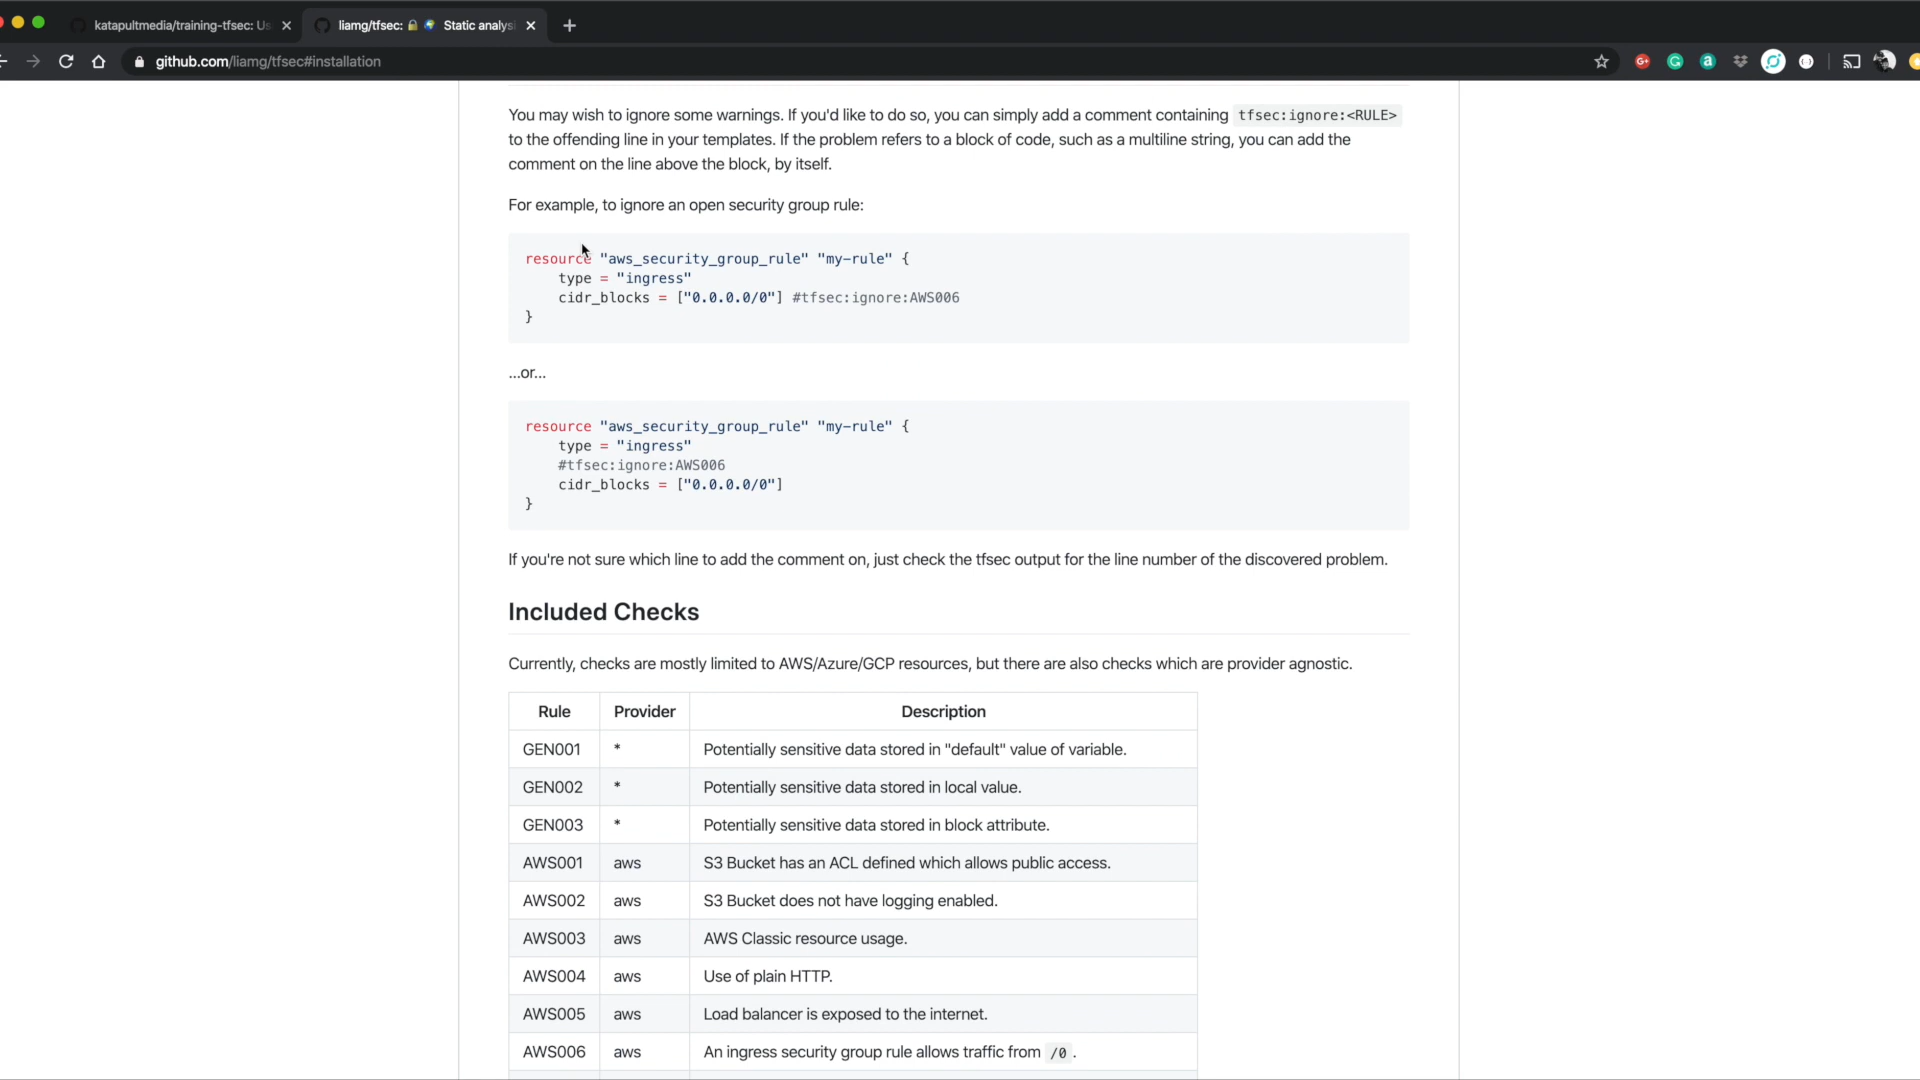 katapultmedia/training-tfsec: Us
liamg/tfsec: 🔒 🌍 Static analysi
github.com/liamg/tfsec#installation
You may wish to ignore some warnings. If you'd like to do so, you can simply add a comment containing tfsec:ignore:<RULE>
to the offending line in your templates. If the problem refers to a block of code, such as a multiline string, you can add the
comment on the line above the block, by itself.
For example, to ignore an open security group rule:
resource "aws_security_group_rule" "my-rule" {
    type = "ingress"
    cidr_blocks = ["0.0.0.0/0"] #tfsec:ignore:AWS006
}
...or...
resource "aws_security_group_rule" "my-rule" {
    type = "ingress"
    #tfsec:ignore:AWS006
    cidr_blocks = ["0.0.0.0/0"]
}
If you're not sure which line to add the comment on, just check the tfsec output for the line number of the discovered problem.
Included Checks
Currently, checks are mostly limited to AWS/Azure/GCP resources, but there are also checks which are provider agnostic.
Rule Provider Description
GEN001 * Potentially sensitive data stored in "default" value of variable.
GEN002 * Potentially sensitive data stored in local value.
GEN003 * Potentially sensitive data stored in block attribute.
AWS001 aws S3 Bucket has an ACL defined which allows public access.
AWS002 aws S3 Bucket does not have logging enabled.
AWS003 aws AWS Classic resource usage.
AWS004 aws Use of plain HTTP.
AWS005 aws Load balancer is exposed to the internet.
AWS006 aws An ingress security group rule allows traffic from /0 .